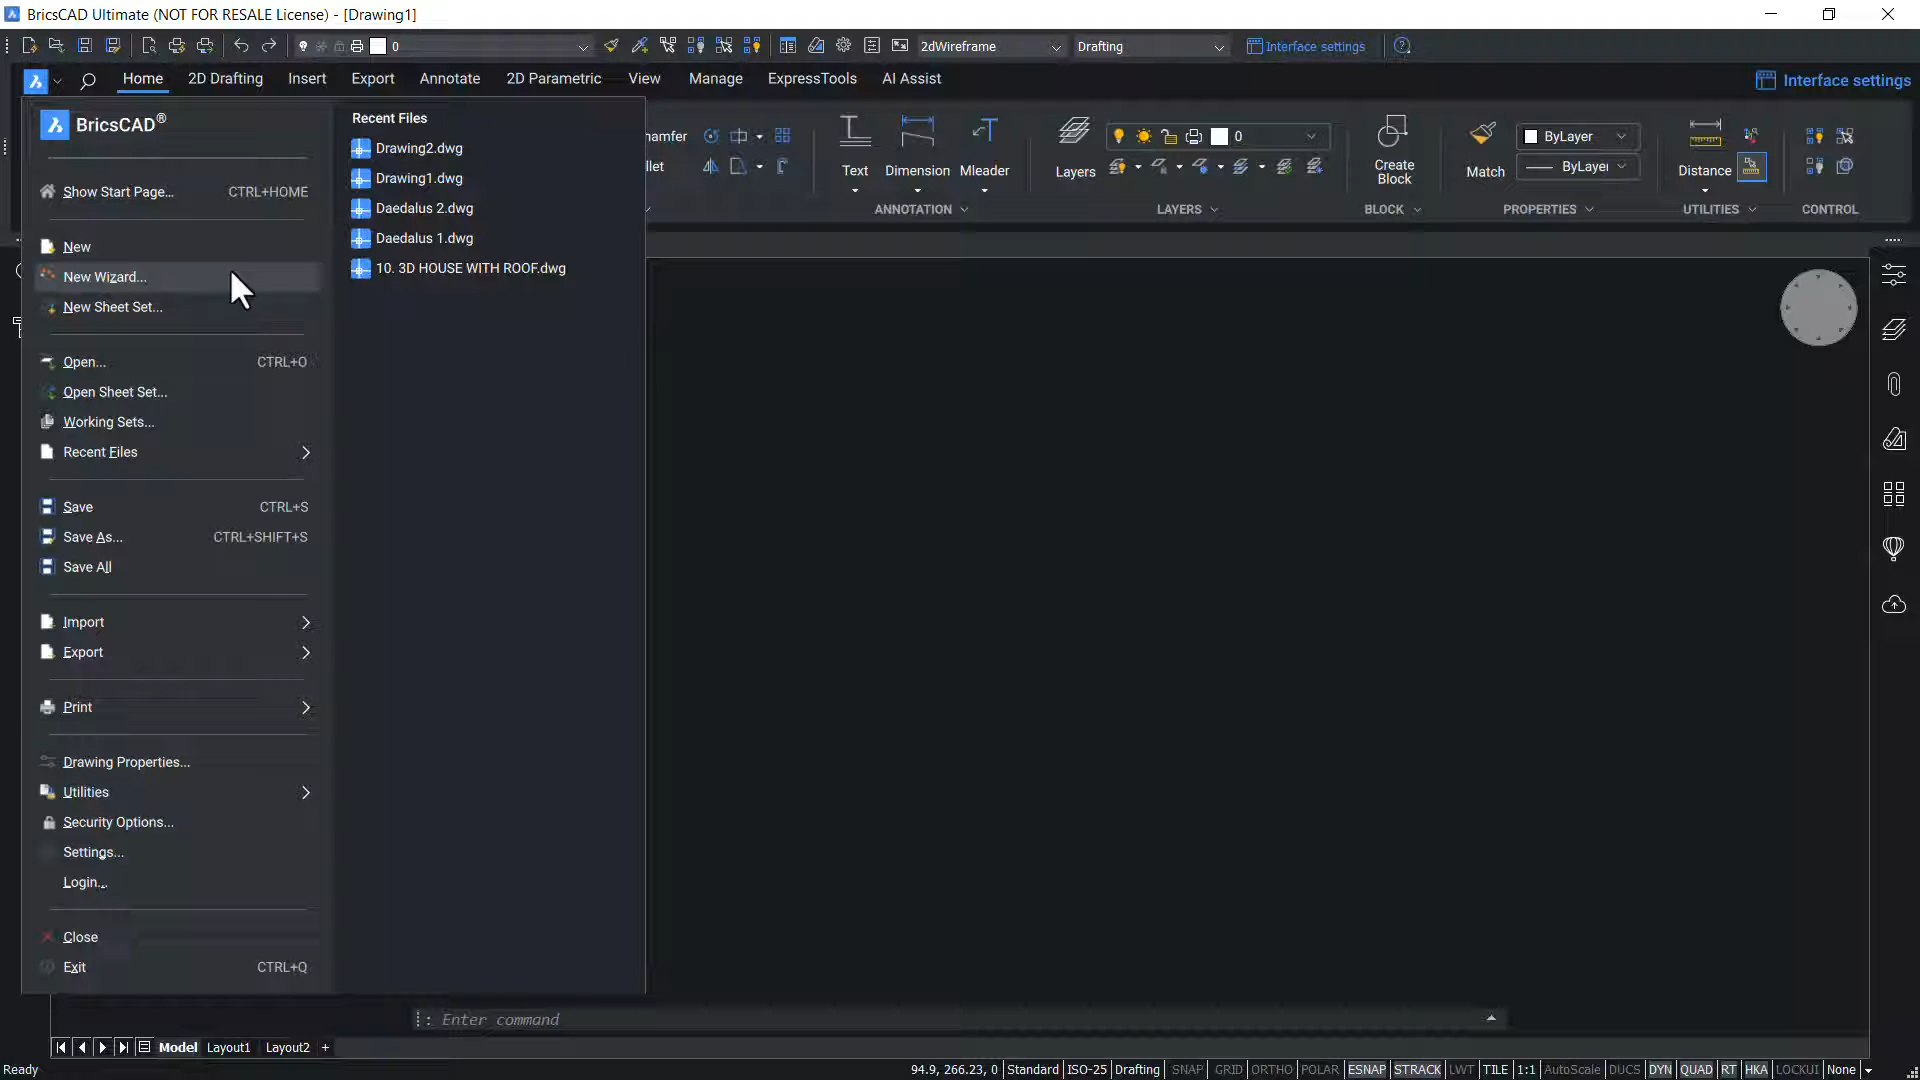 BricsCAD Ultimate (NOT FOR RESALE License) - [Drawing1]
0
2dWireframe
Drafting
Interface settings
Home
2D Drafting
Insert
Export
Annotate
2D Parametric
View
Manage
ExpressTools
AI Assist
Interface settings
BricsCAD®
Show Start Page... CTRL+HOME
New
New Wizard...
New Sheet Set...
Open... CTRL+O
Open Sheet Set...
Working Sets...
Recent Files
Save CTRL+S
Save As... CTRL+SHIFT+S
Save All
Import
Export
Print
Drawing Properties...
Utilities
Security Options...
Settings...
Login...
Close
Exit CTRL+Q
Recent Files
Drawing2.dwg
Drawing1.dwg
Daedalus 2.dwg
Daedalus 1.dwg
10. 3D HOUSE WITH ROOF.dwg
hamfer
llet
Text
Dimension
Mleader
ANNOTATION
Layers
0
LAYERS
Create
Block
BLOCK
Match
ByLayer
ByLayer
PROPERTIES
Distance
UTILITIES
CONTROL
: Enter command
Model Layout1 Layout2 +
Ready
94.9, 266.23, 0 Standard ISO-25 Drafting SNAP GRID ORTHO POLAR ESNAP STRACK LWT TILE 1:1 AutoScale DUCS DYN QUAD RT HKA LOCKUI None